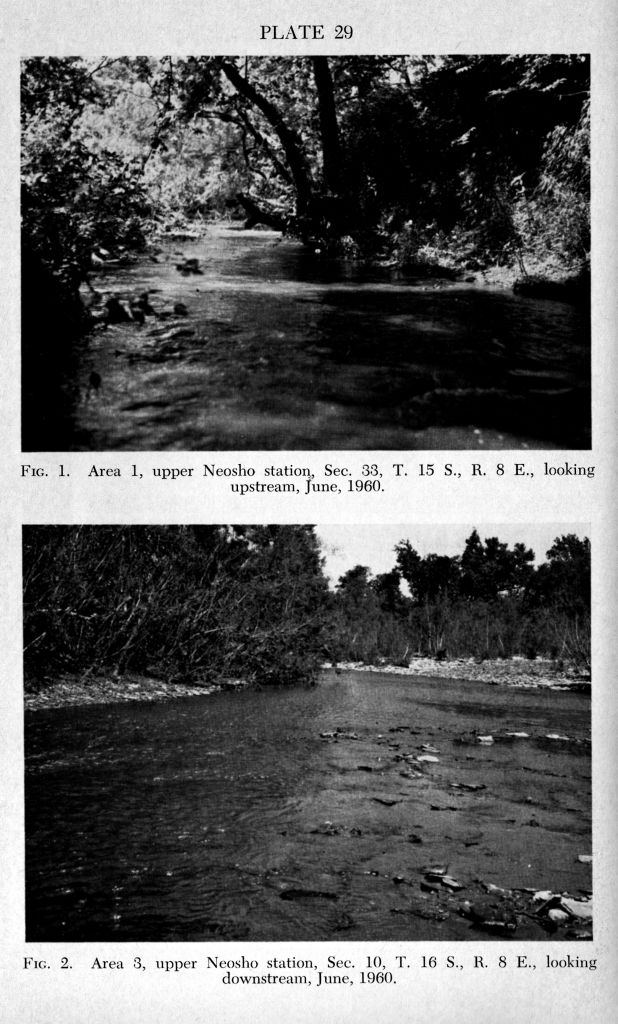 PLATE 29
Fig. 1. Area 1, upper Neosho station, Sec. 33, T. 15 S., R. 8 E., looking
upstream, June, 1960.
Fig. 2. Area 3, upper Neosho station, Sec. 10, T. 16 S., R. 8 E., looking
downstream, June, 1960.